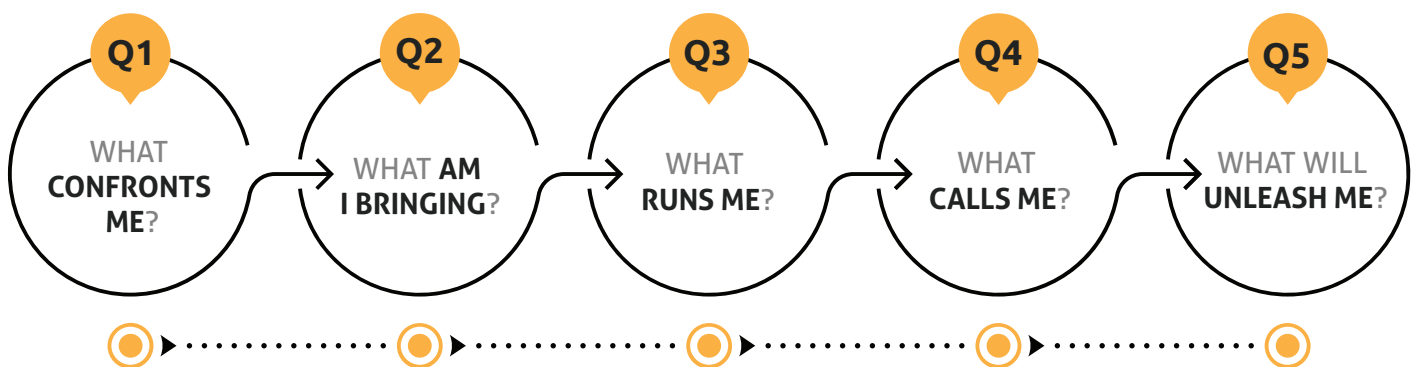 Q1
WHAT
CONFRONTS
ME?
Q2
WHAT AM
I BRINGING?
Q3
WHAT
RUNS ME?
Q4
WHAT
CALLS ME?
Q5
WHAT WILL
UNLEASH ME?